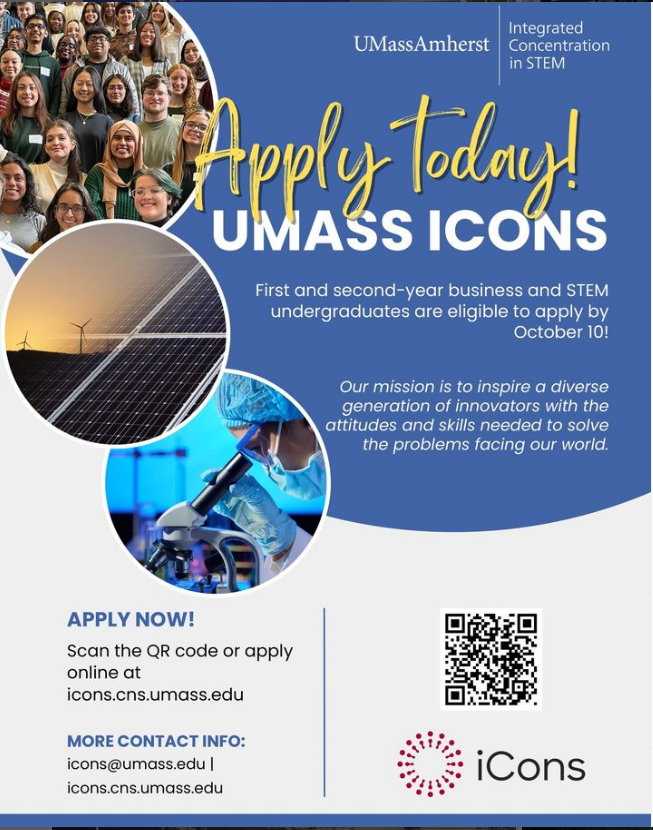 UMassAmherst
Integrated
Concentration
in STEM
Apply Today!
UMASS ICONS
First and second-year business and STEM
undergraduates are eligible to apply by
October 10!
Our mission is to inspire a diverse
generation of innovators with the
attitudes and skills needed to solve
the problems facing our world.
APPLY NOW!
Scan the QR code or apply
online at
icons.cns.umass.edu
MORE CONTACT INFO:
icons@umass.edu |
icons.cns.umass.edu
iCons